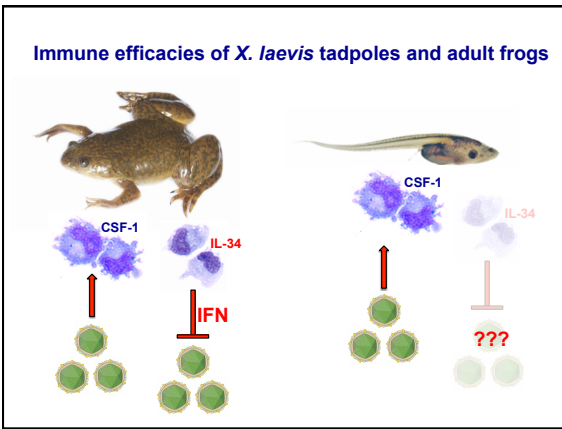 Immune efficacies of X. laevis tadpoles and adult frogs
CSF-1
IL-34
IFN
CSF-1
IL-34
???